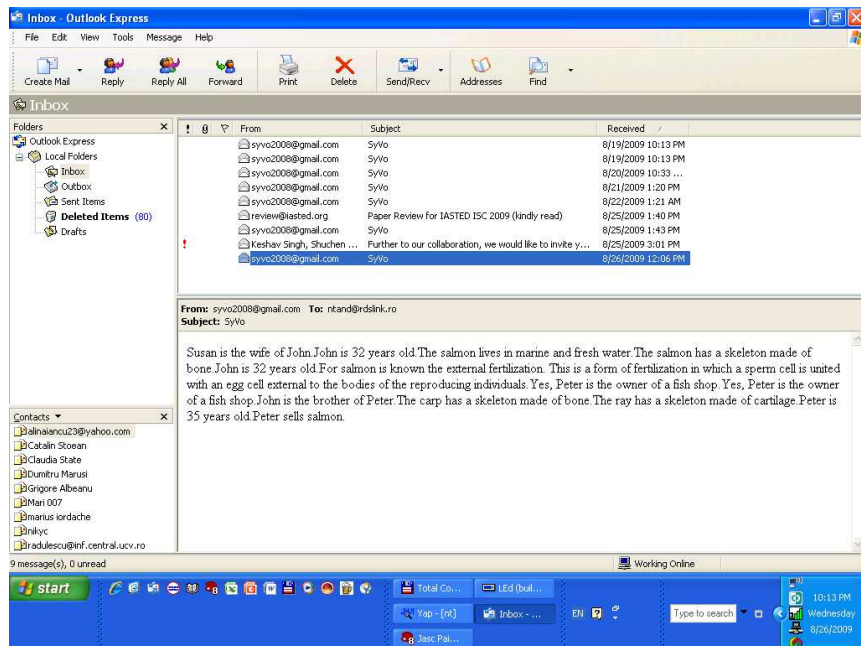 Inbox - Outlook Express
File Edit View Tools Message Help
Create Mail Reply Reply All Forward Print Delete Send/Recv Addresses Find
Inbox
Folders
Outlook Express
Local Folders
Inbox
Outbox
Sent Items
Deleted Items (80)
Drafts
! From Subject Received
syvo2008@gmail.com SyVo 8/19/2009 10:13 PM
syvo2008@gmail.com SyVo 8/19/2009 10:13 PM
syvo2008@gmail.com SyVo 8/20/2009 10:33 ...
syvo2008@gmail.com SyVo 8/21/2009 1:20 PM
syvo2008@gmail.com SyVo 8/22/2009 1:21 AM
review@iasted.org Paper Review for IASTED ISC 2009 (kindly read) 8/25/2009 1:40 PM
syvo2008@gmail.com SyVo 8/25/2009 1:43 PM
! Keshav Singh, Shuchen ... Further to our collaboration, we would like to invite y... 8/25/2009 3:01 PM
syvo2008@gmail.com SyVo 8/26/2009 12:06 PM
From: syvo2008@gmail.com To: ntand@rdslink.ro
Subject: SyVo
Susan is the wife of John.John is 32 years old.The salmon lives in marine and fresh water.The salmon has a skeleton made of
bone.John is 32 years old.For salmon is known the external fertilization. This is a form of fertilization in which a sperm cell is united
with an egg cell external to the bodies of the reproducing individuals.Yes, Peter is the owner of a fish shop.Yes, Peter is the owner
of a fish shop.John is the brother of Peter.The carp has a skeleton made of bone.The ray has a skeleton made of cartilage.Peter is
35 years old.Peter sells salmon.
Contacts
alinaiancu23@yahoo.com
Catalin Stoean
Claudia State
Dumitru Marusi
Grigore Albeanu
Mari 007
marius iordache
nikyc
radulescu@inf.central.ucv.ro
9 message(s), 0 unread
Working Online
start
Total Co...
LEd (buil...
Yap - [nt]
Inbox - ...
Jasc Pai...
EN
Type to search
10:13 PM
Wednesday
8/26/2009